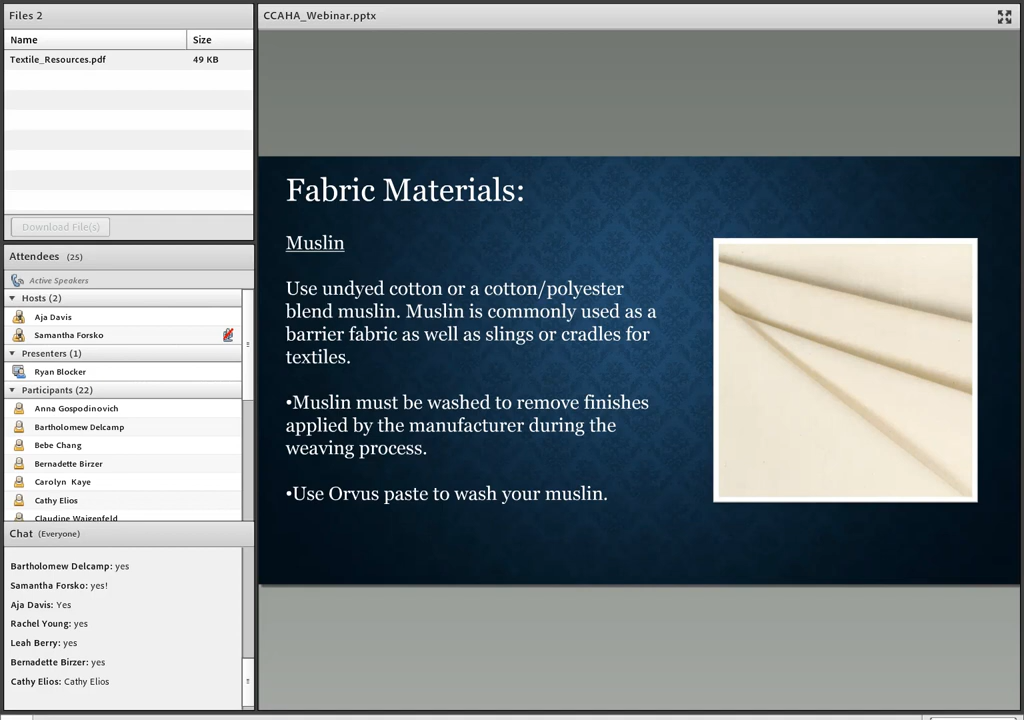 Files 2
Name Size
Textile_Resources.pdf 49 KB
Download File(s)
Attendees (25)
Active Speakers
Hosts (2)
Aja Davis
Samantha Forsko
Presenters (1)
Ryan Blocker
Participants (22)
Anna Gospodinovich
Bartholomew Delcamp
Bebe Chang
Bernadette Birzer
Carolyn Kaye
Cathy Elios
Claudine Waigenfeld
Chat (Everyone)
Bartholomew Delcamp: yes
Samantha Forsko: yes!
Aja Davis: Yes
Rachel Young: yes
Leah Berry: yes
Bernadette Birzer: yes
Cathy Elios: Cathy Elios
CCAHA_Webinar.pptx
Fabric Materials:
Muslin
Use undyed cotton or a cotton/polyester
blend muslin. Muslin is commonly used as a
barrier fabric as well as slings or cradles for
textiles.
•Muslin must be washed to remove finishes
applied by the manufacturer during the
weaving process.
•Use Orvus paste to wash your muslin.